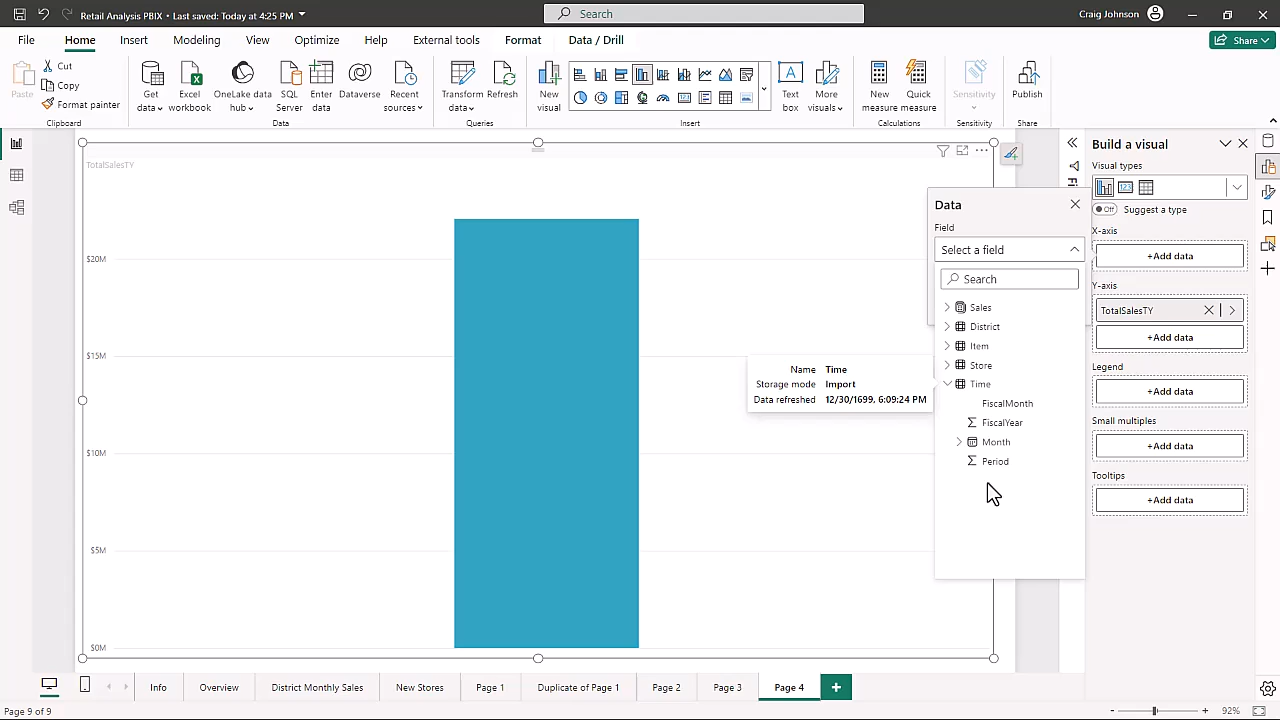 Retail Analysis PBIX • Last saved: Today at 4:25 PM
Search
Craig Johnson
File Home Insert Modeling View Optimize Help External tools Format Data / Drill
Share
Paste
Cut
Copy
Format painter
Clipboard
Get data
Excel workbook
OneLake data hub
SQL Server
Enter data
Dataverse
Recent sources
Data
Transform data
Refresh
Queries
New visual
Text box
More visuals
Insert
New measure
Quick measure
Calculations
Sensitivity
Sensitivity
Publish
Share
TotalSalesTY
$20M
$15M
$10M
$5M
$0M
Name Time
Storage mode Import
Data refreshed 12/30/1699, 6:09:24 PM
Data
Field
Select a field
Search
Sales
District
Item
Store
Time
FiscalMonth
FiscalYear
Month
Period
Build a visual
Visual types
123
Off Suggest a type
X-axis
+Add data
Y-axis
TotalSalesTY
+Add data
Legend
+Add data
Small multiples
+Add data
Tooltips
+Add data
Info Overview District Monthly Sales New Stores Page 1 Duplicate of Page 1 Page 2 Page 3 Page 4
Page 9 of 9
- + 92%